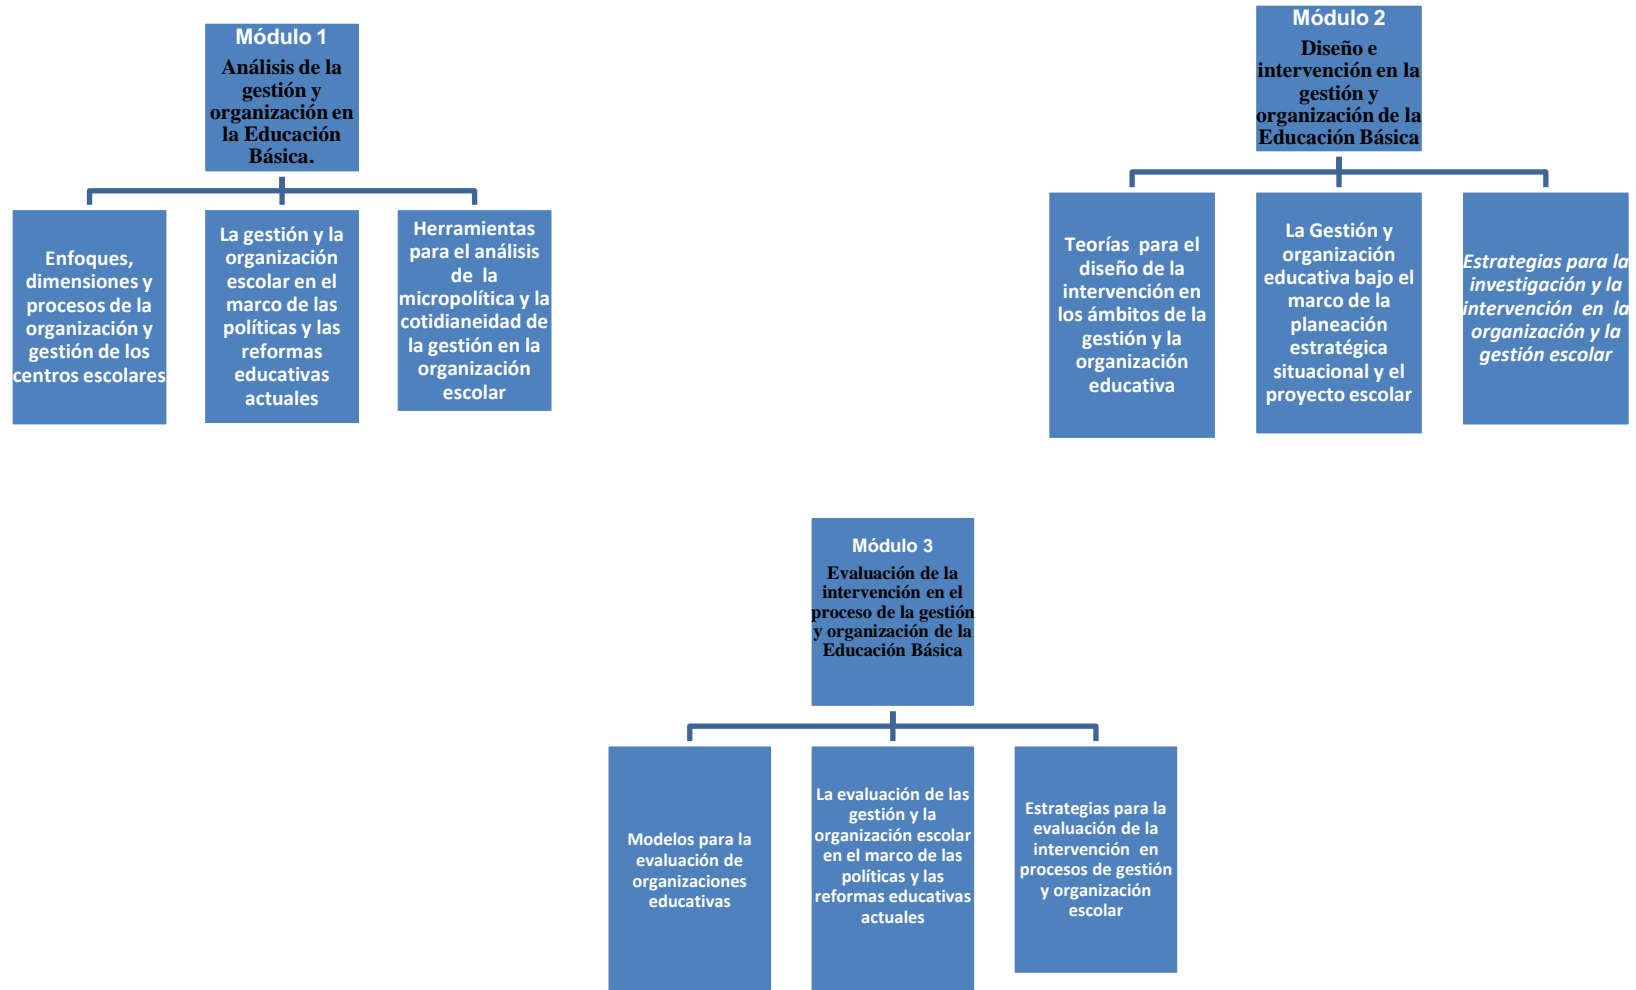 Módulo 1
Análisis de la
gestión y
organización en
la Educación
Básica.
Enfoques,
dimensiones y
procesos de la
organización y
gestión de los
centros escolares
La gestión y la
organización
escolar en el
marco de las
políticas y las
reformas
educativas
actuales
Herramientas
para el análisis
de la
micropolítica y la
cotidianeidad de
la gestión en la
organización
escolar
Módulo 2
Diseño e
intervención en la
gestión y
organización de la
Educación Básica
Teorías para el
diseño de la
intervención en
los ámbitos de la
gestión y la
organización
educativa
La Gestión y
organización
educativa bajo el
marco de la
planeación
estratégica
situacional y el
proyecto escolar
Estrategias para la
investigación y la
intervención en la
organización y la
gestión escolar
Módulo 3
Evaluación de la
intervención en el
proceso de la gestión
y organización de la
Educación Básica
Modelos para la
evaluación de
organizaciones
educativas
La evaluación de las
gestión y la
organización escolar
en el marco de las
políticas y las
reformas educativas
actuales
Estrategias para la
evaluación de la
intervención en
procesos de gestión
y organización
escolar